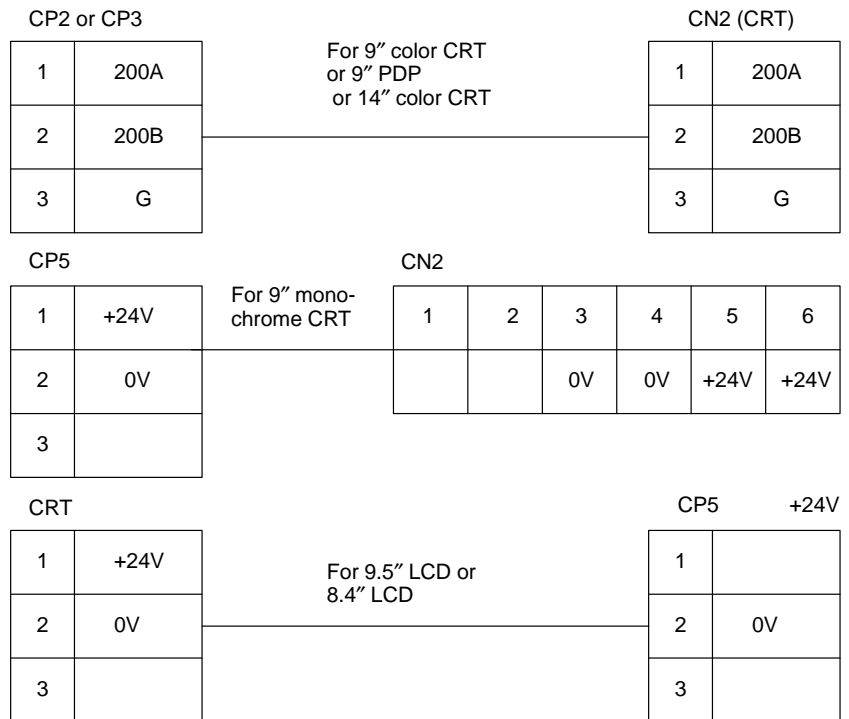 CP2 or CP3
CN2 (CRT)
For 9″ color CRT
or 9″ PDP
or 14″ color CRT
1 200A
1 200A
2 200B
2 200B
3 G
3 G
CP5
CN2
For 9″ mono-
chrome CRT
1 +24V
1 2 3 4 5 6
2 0V
0V 0V +24V +24V
3
CRT
CP5 +24V
1 +24V
1
For 9.5″ LCD or
8.4″ LCD
2 0V
2 0V
3
3